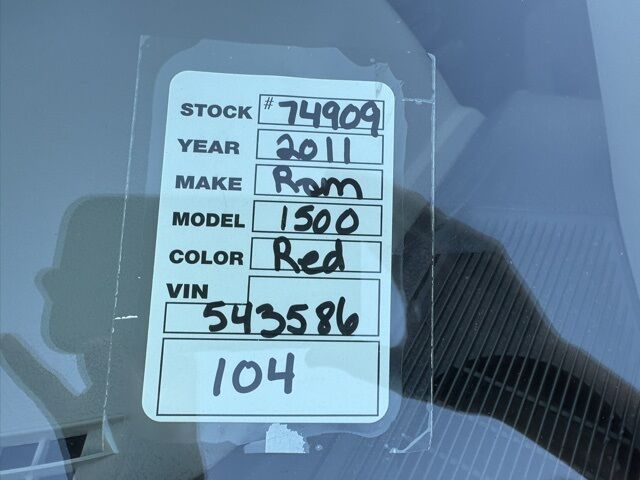 STOCK # 74909
YEAR 2011
MAKE Ram
MODEL 1500
COLOR Red
VIN
543586
104